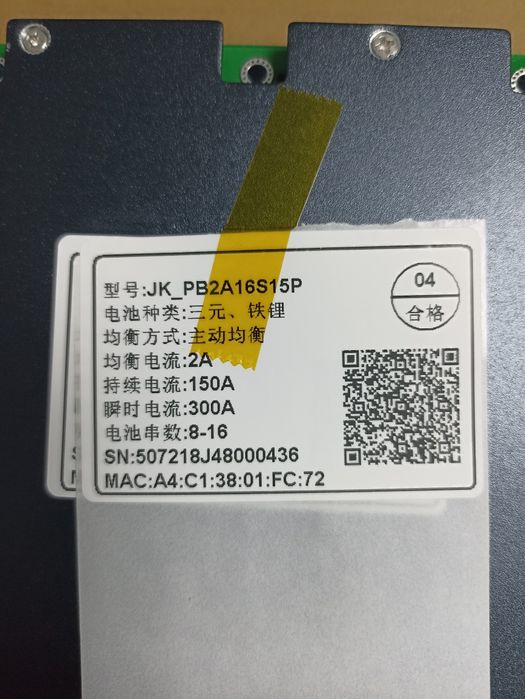 型号:JK_PB2A16S15P
电池种类:三元、铁锂
均衡方式:主动均衡
均衡电流:2A
持续电流:150A
瞬时电流:300A
电池串数:8-16
SN:507218J48000436
MAC:A4:C1:38:01:FC:72
04
合格